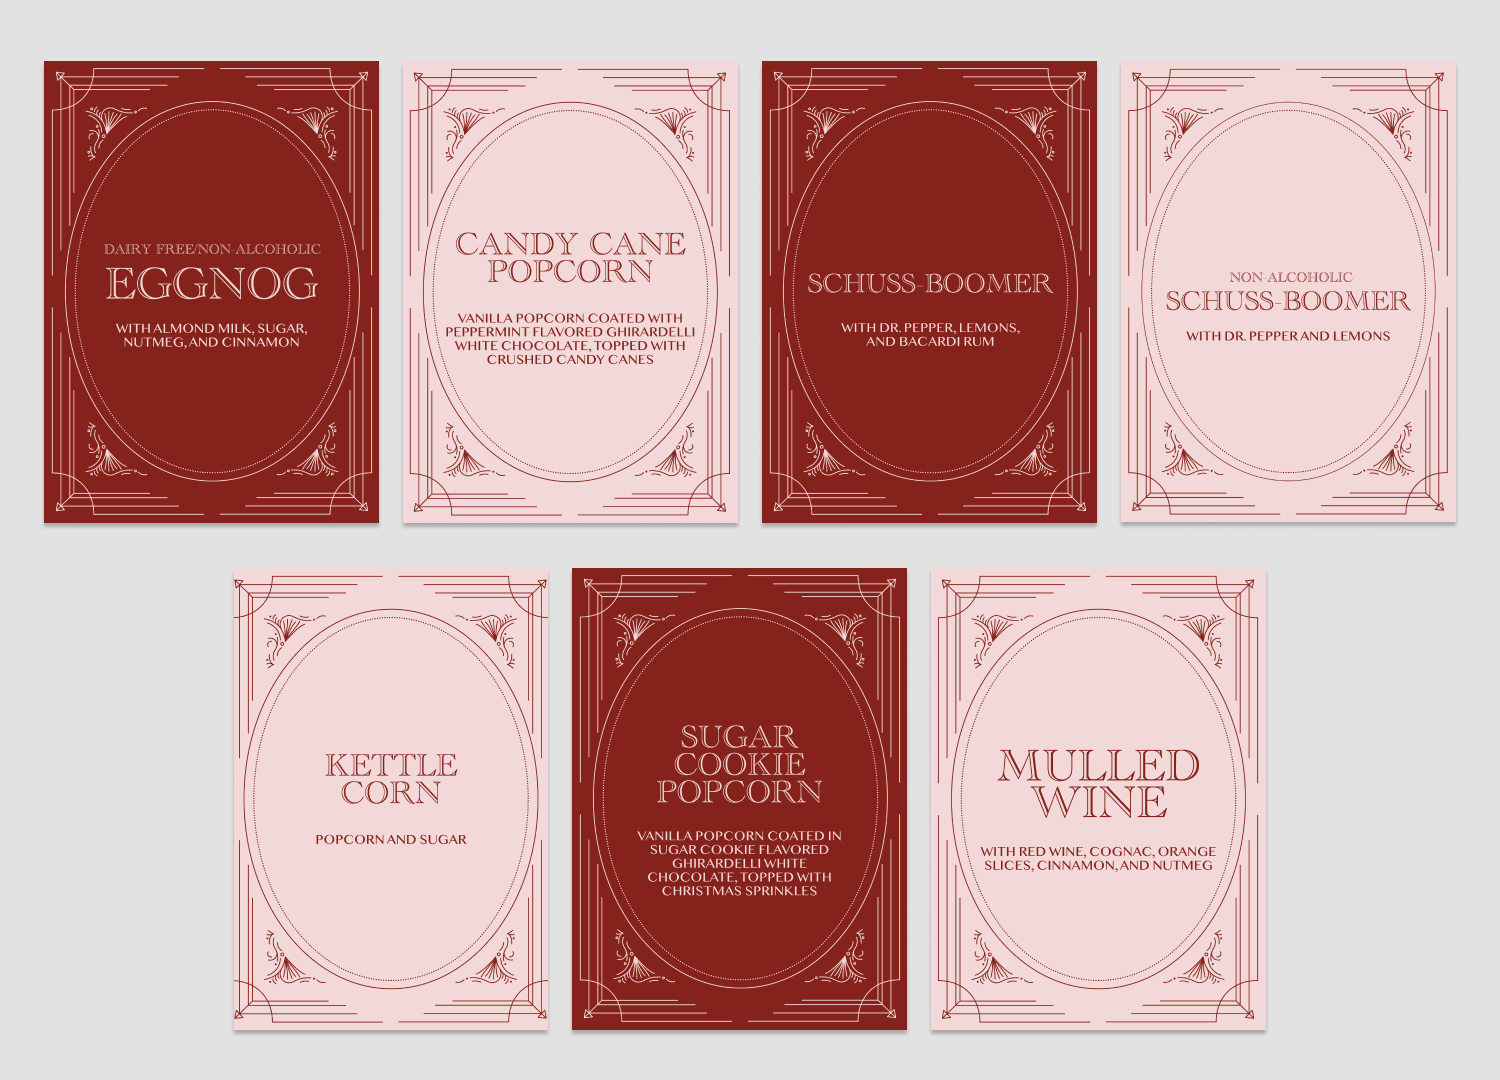 DAIRY FREE/NON-ALCOHOLIC
EGGNOG
WITH ALMOND MILK, SUGAR,
NUTMEG, AND CINNAMON
CANDY CANE
POPCORN
VANILLA POPCORN COATED WITH
PEPPERMINT FLAVORED GHIRARDELLI
WHITE CHOCOLATE, TOPPED WITH
CRUSHED CANDY CANES
SCHUSS-BOOMER
WITH DR. PEPPER, LEMONS,
AND BACARDI RUM
NON-ALCOHOLIC
SCHUSS-BOOMER
WITH DR. PEPPER AND LEMONS
KETTLE
CORN
POPCORN AND SUGAR
SUGAR
COOKIE
POPCORN
VANILLA POPCORN COATED IN
SUGAR COOKIE FLAVORED
GHIRARDELLI WHITE
CHOCOLATE, TOPPED WITH
CHRISTMAS SPRINKLES
MULLED
WINE
WITH RED WINE, COGNAC, ORANGE
SLICES, CINNAMON, AND NUTMEG